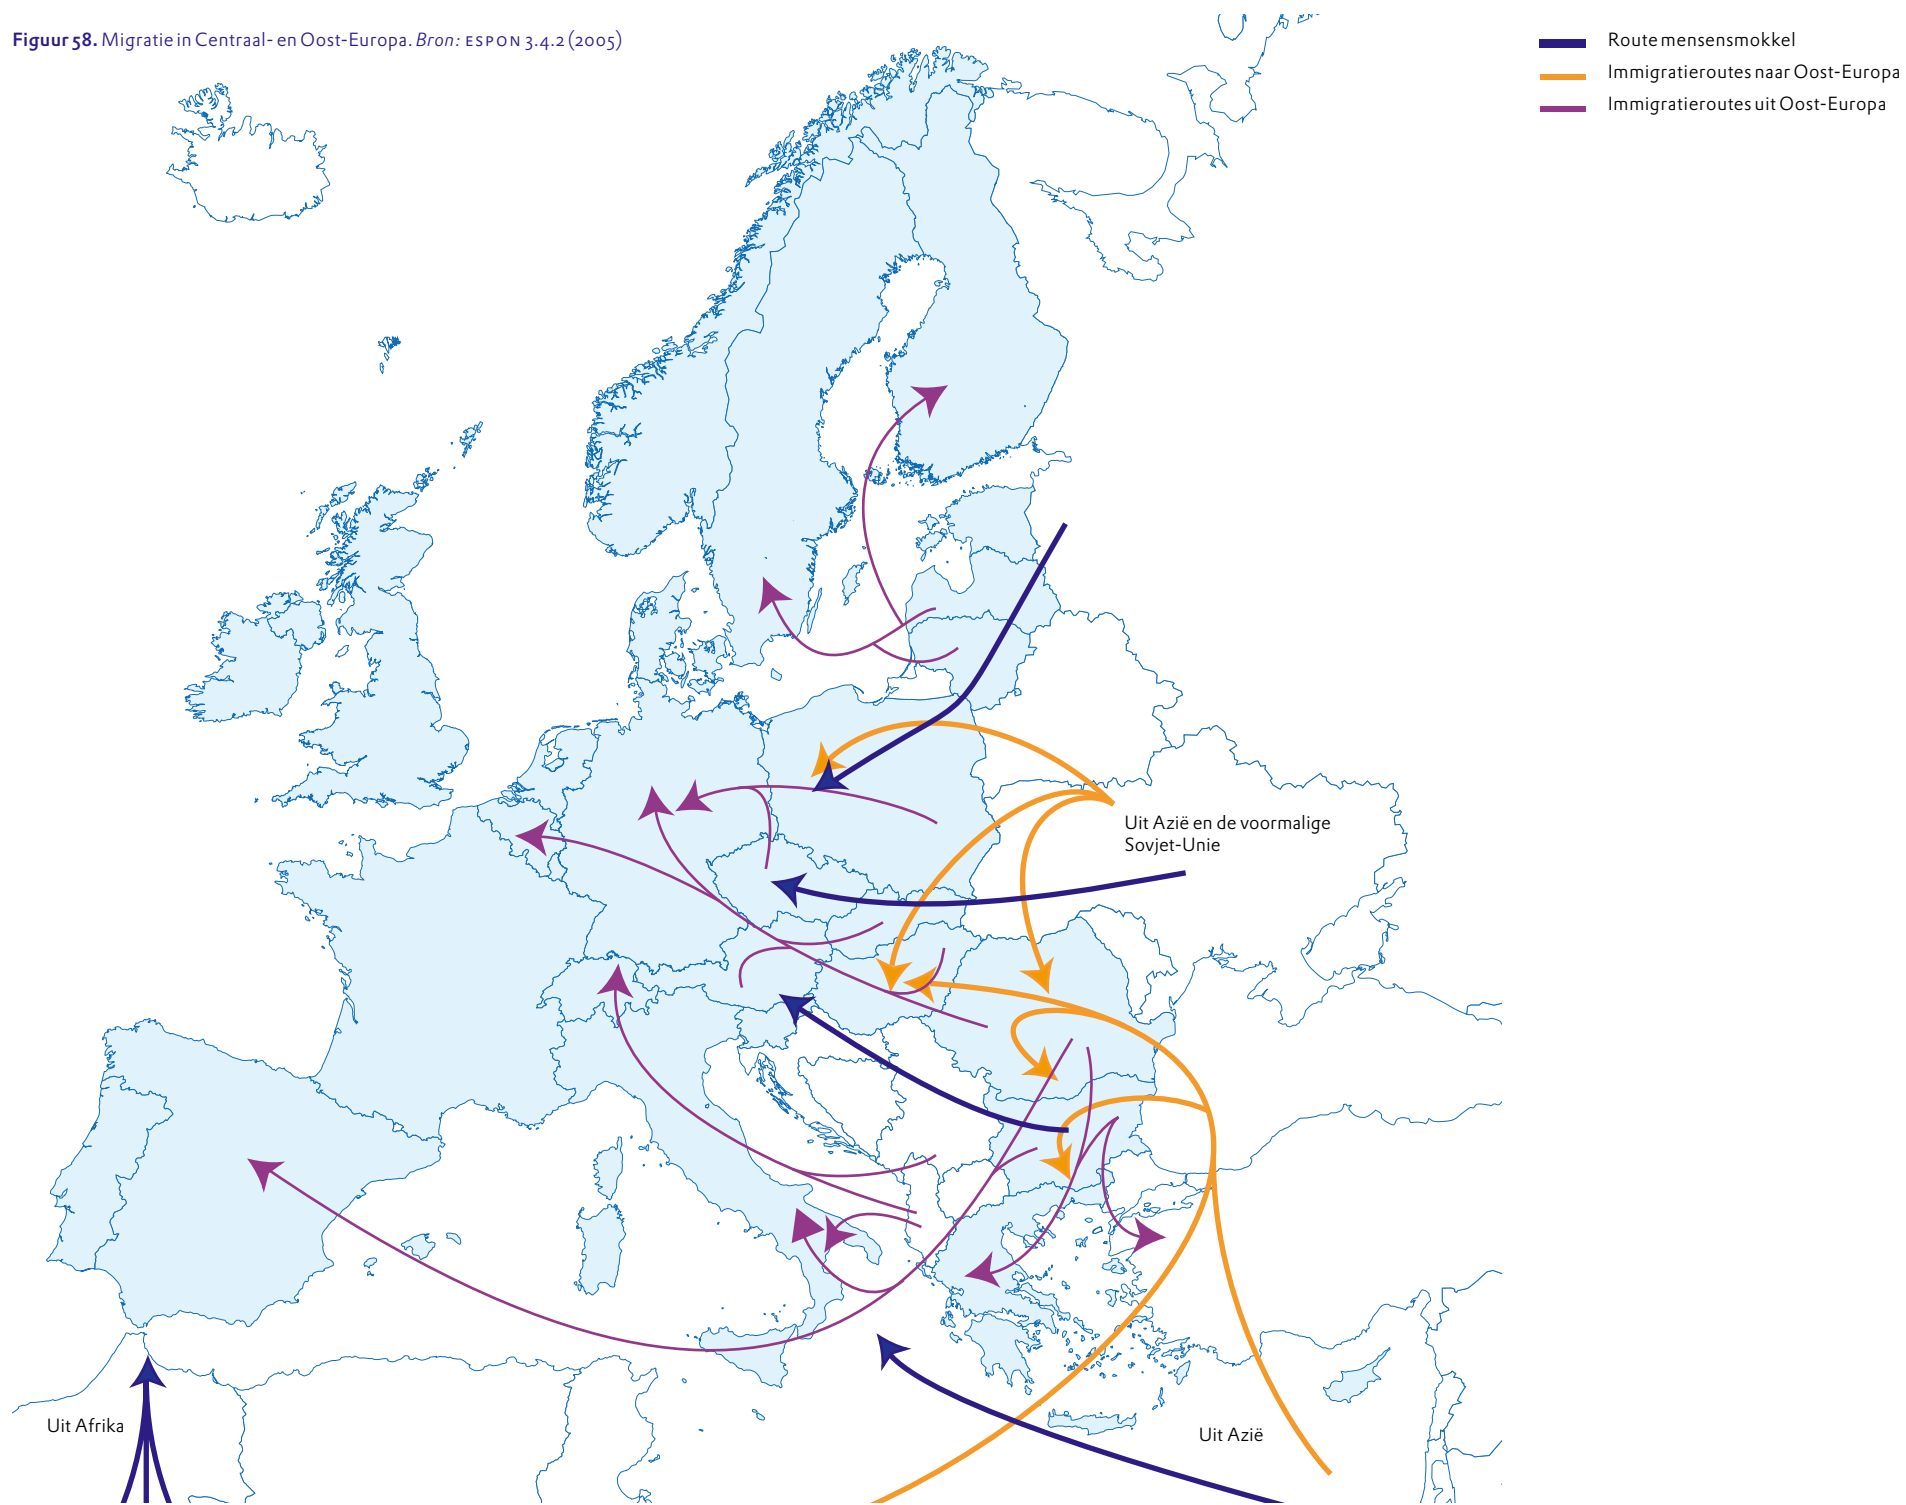 Figuur 58. Migratie in Centraal- en Oost-Europa. Bron: ESPON 3.4.2 (2005)
Route mensensmokkel
Immigratieroutes naar Oost-Europa
Immigratieroutes uit Oost-Europa
Uit Azië en de voormalige
Sovjet-Unie
Uit Afrika
Uit Azië